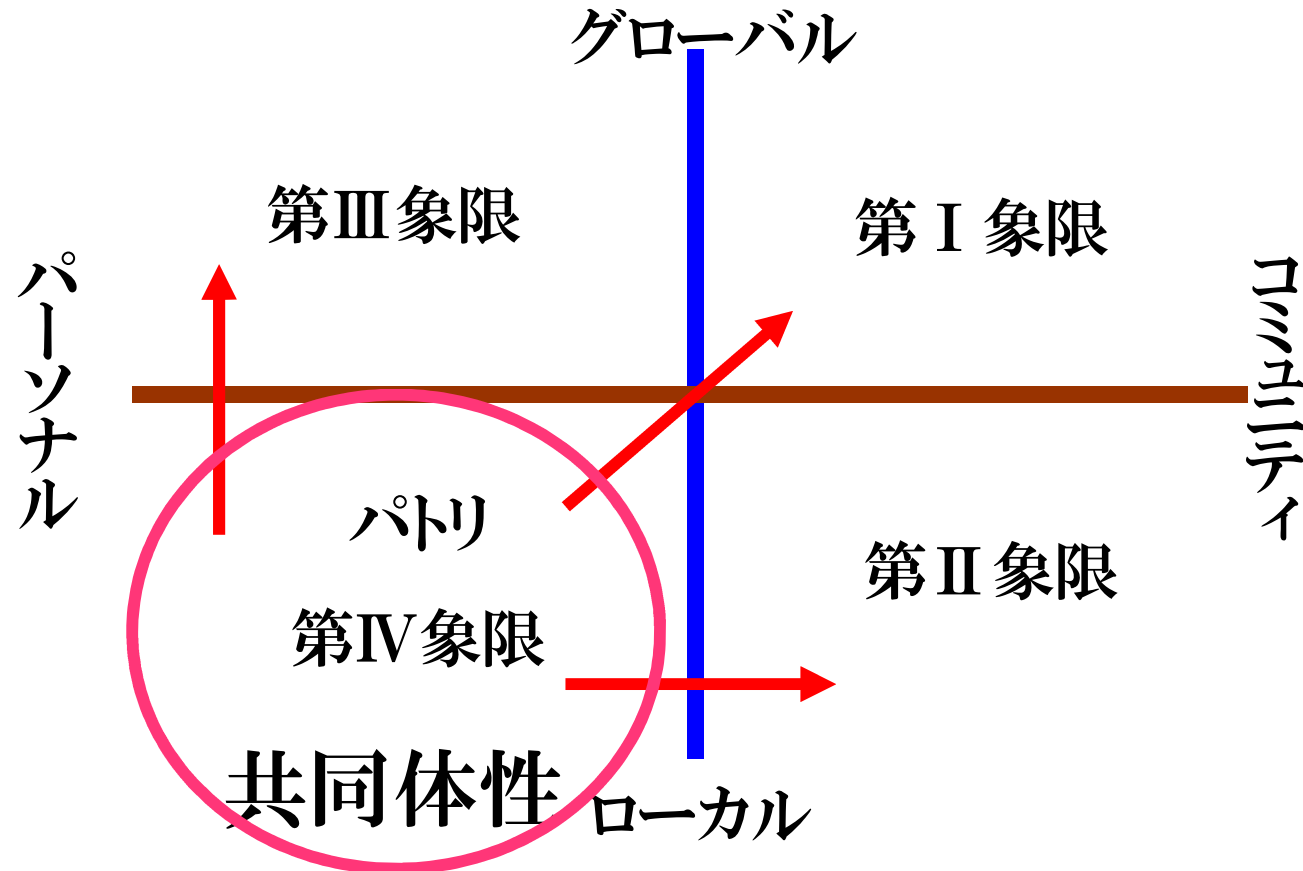 グローバル
第Ⅲ象限
第Ⅰ象限
パーソナル
コミュニティ
パトリ
第Ⅱ象限
第Ⅳ象限
共同体性
ローカル